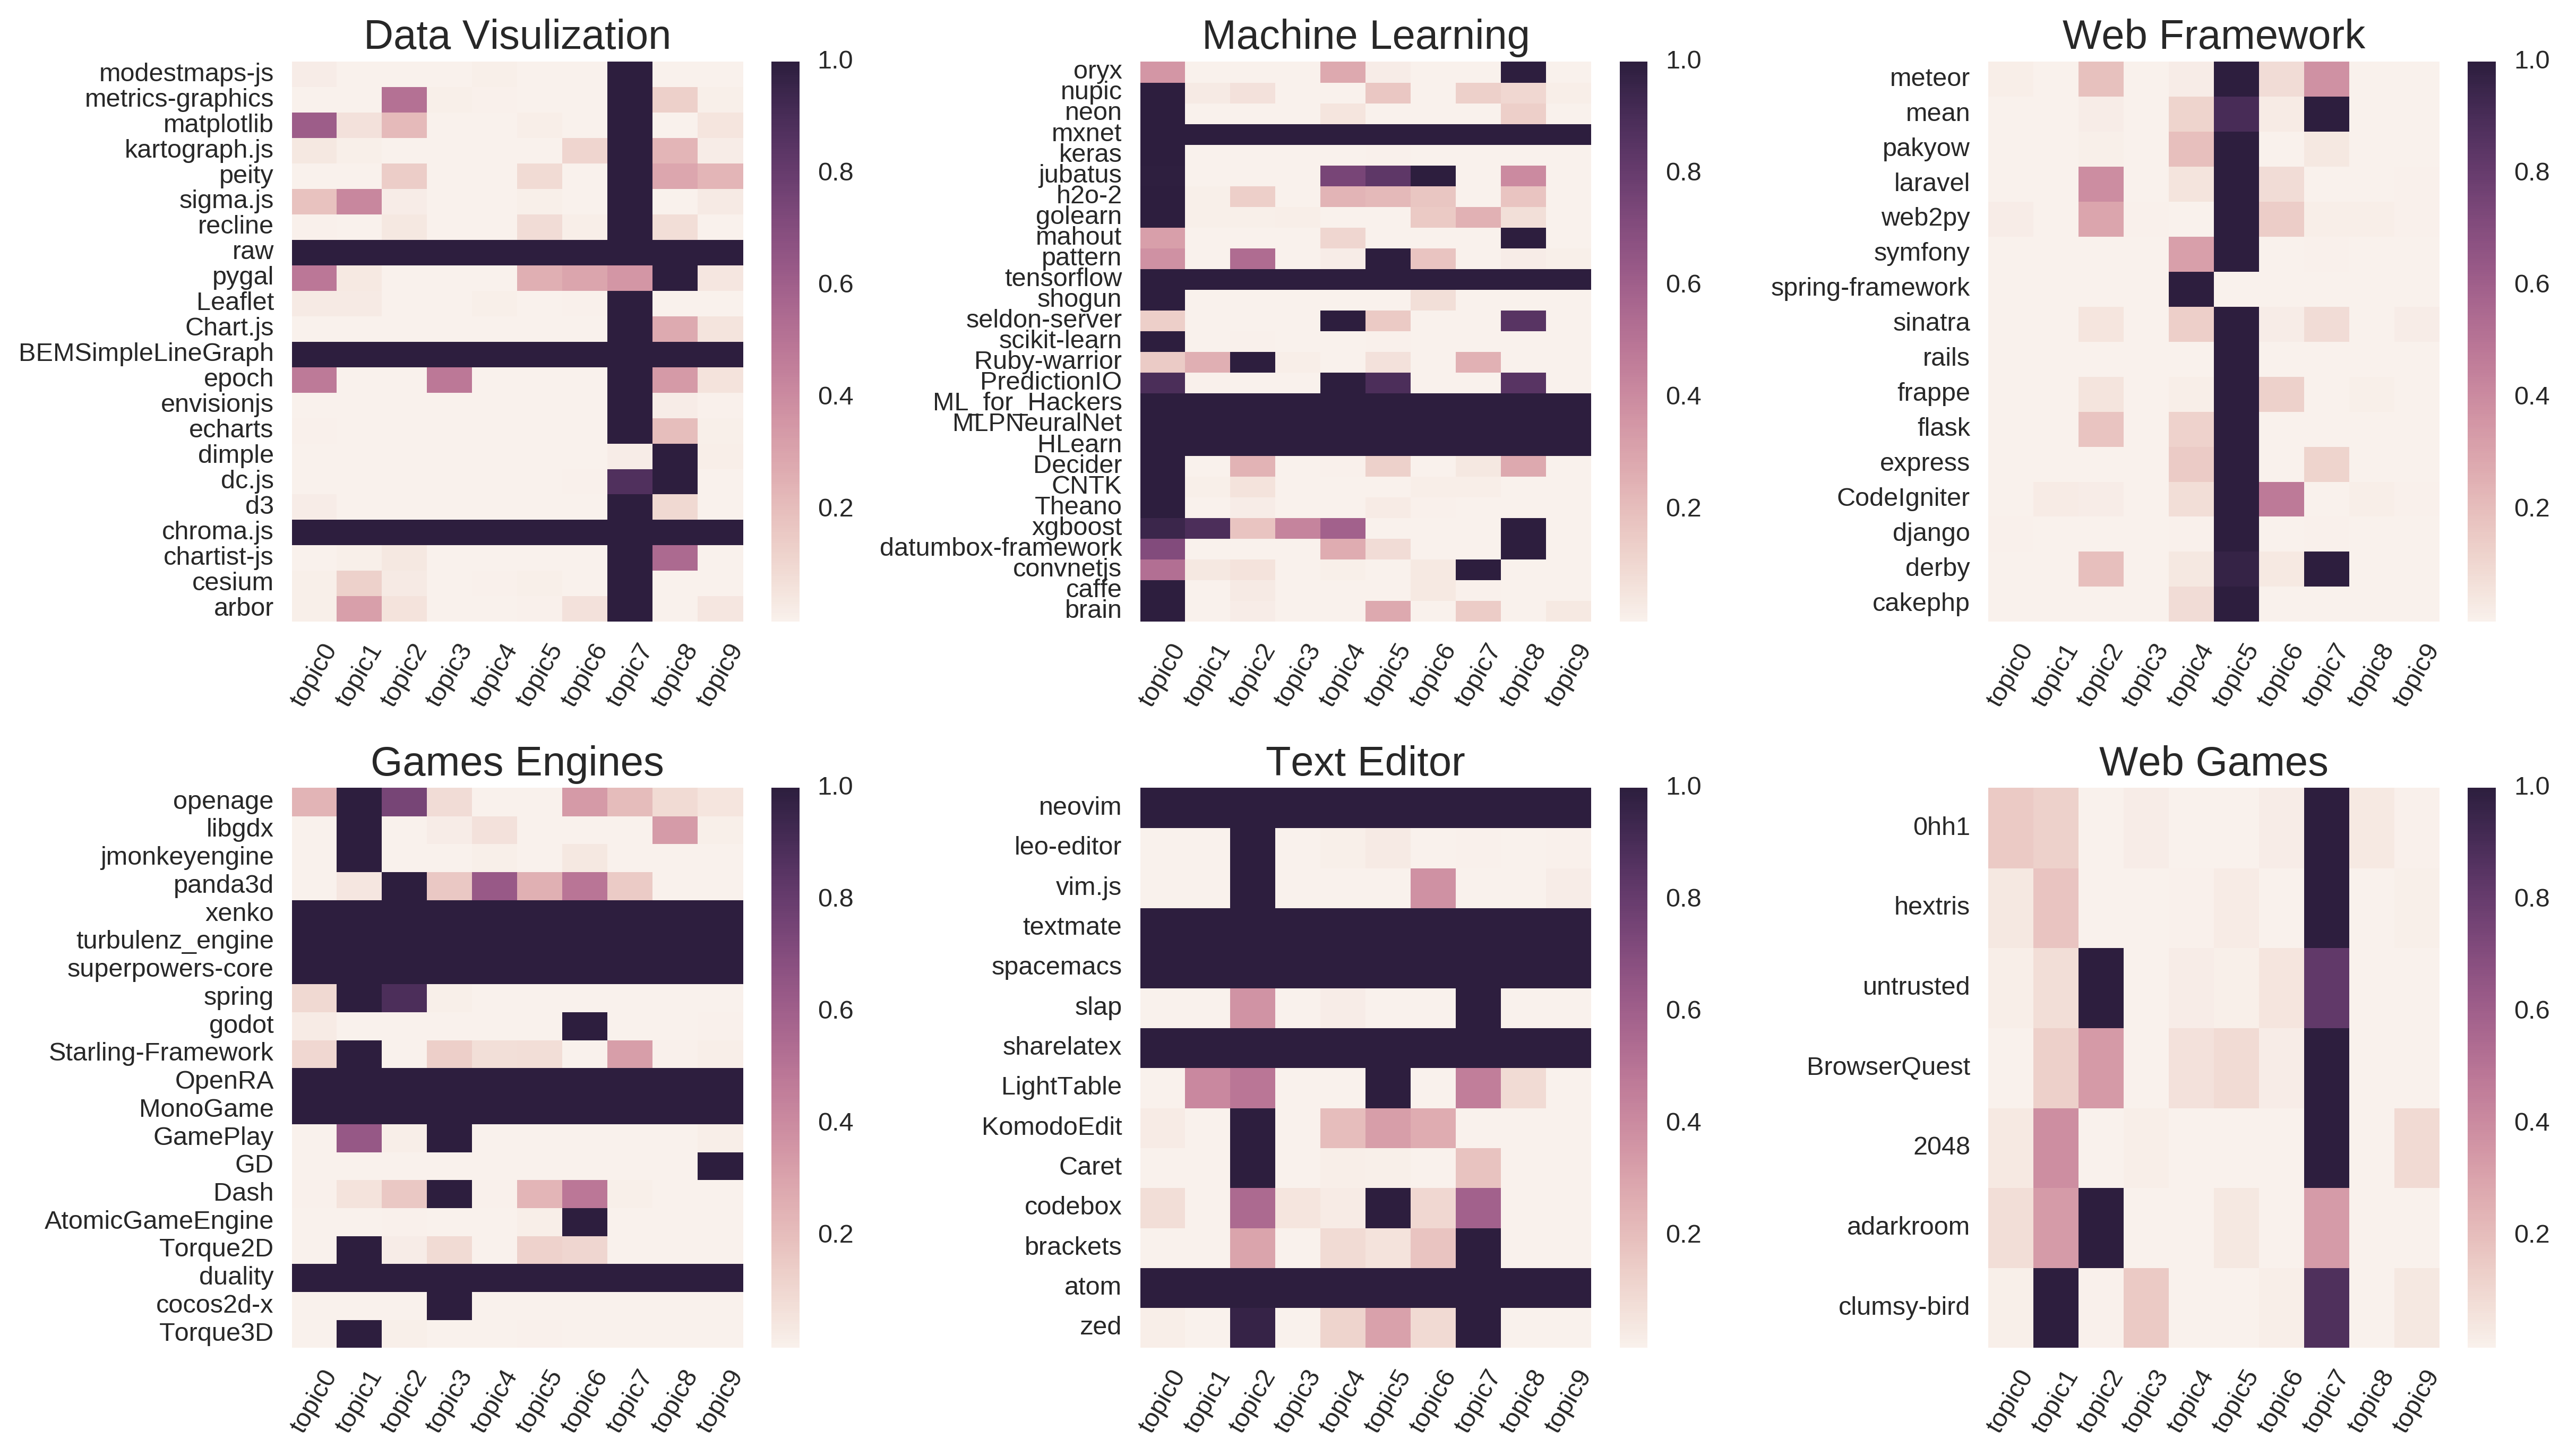 Data Visulization
modestmaps-js
metrics-graphics
matplotlib
kartograph.js
peity
sigma.js
recline
raw
pygal
Leaflet
Chart.js
BEMSimpleLineGraph
epoch
envisionjs
echarts
dimple
dc.js
d3
chroma.js
chartist-js
cesium
arbor
topic0 topic1 topic2 topic3 topic4 topic5 topic6 topic7 topic8 topic9
1.0
0.8
0.6
0.4
0.2
Machine Learning
oryx
nupic
neon
mxnet
keras
jubatus
h2o-2
golearn
mahout
pattern
tensorflow
shogun
seldon-server
scikit-learn
Ruby-warrior
PredictionIO
ML_for_Hackers
MLPNeuralNet
HLearn
Decider
CNTK
Theano
xgboost
datumbox-framework
convnetjs
caffe
brain
topic0 topic1 topic2 topic3 topic4 topic5 topic6 topic7 topic8 topic9
1.0
0.8
0.6
0.4
0.2
Web Framework
meteor
mean
pakyow
laravel
web2py
symfony
spring-framework
sinatra
rails
frappe
flask
express
CodeIgniter
django
derby
cakephp
topic0 topic1 topic2 topic3 topic4 topic5 topic6 topic7 topic8 topic9
1.0
0.8
0.6
0.4
0.2
Games Engines
openage
libgdx
jmonkeyengine
panda3d
xenko
turbulenz_engine
superpowers-core
spring
godot
Starling-Framework
OpenRA
MonoGame
GamePlay
GD
Dash
AtomicGameEngine
Torque2D
duality
cocos2d-x
Torque3D
topic0 topic1 topic2 topic3 topic4 topic5 topic6 topic7 topic8 topic9
1.0
0.8
0.6
0.4
0.2
Text Editor
neovim
leo-editor
vim.js
textmate
spacemacs
slap
sharelatex
LightTable
KomodoEdit
Caret
codebox
brackets
atom
zed
topic0 topic1 topic2 topic3 topic4 topic5 topic6 topic7 topic8 topic9
1.0
0.8
0.6
0.4
0.2
Web Games
0hh1
hextris
untrusted
BrowserQuest
2048
adarkroom
clumsy-bird
topic0 topic1 topic2 topic3 topic4 topic5 topic6 topic7 topic8 topic9
1.0
0.8
0.6
0.4
0.2